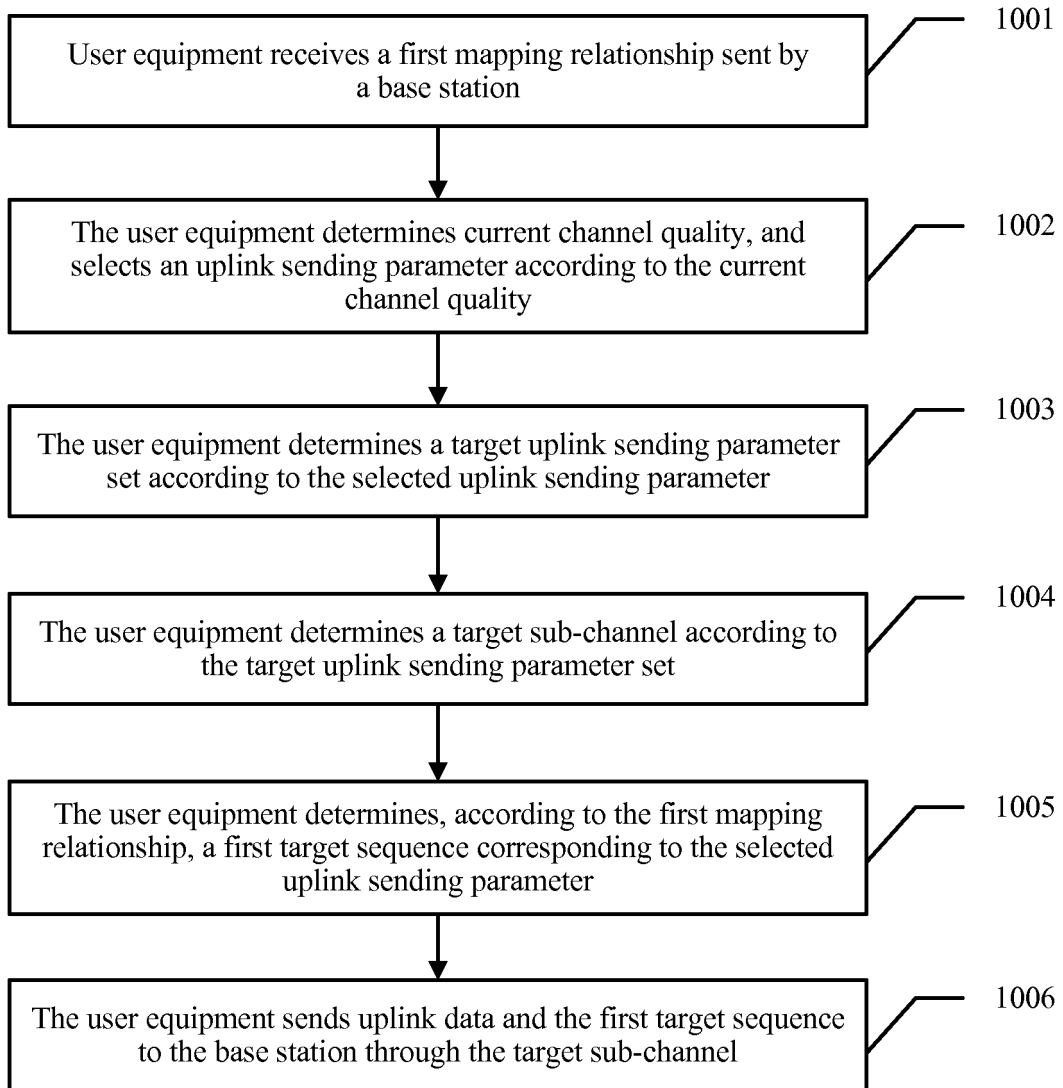 User equipment receives a first mapping relationship sent by
a base station
1001
The user equipment determines current channel quality, and
selects an uplink sending parameter according to the current
channel quality
1002
The user equipment determines a target uplink sending parameter
set according to the selected uplink sending parameter
1003
The user equipment determines a target sub-channel according to
the target uplink sending parameter set
1004
The user equipment determines, according to the first mapping
relationship, a first target sequence corresponding to the selected
uplink sending parameter
1005
The user equipment sends uplink data and the first target sequence
to the base station through the target sub-channel
1006